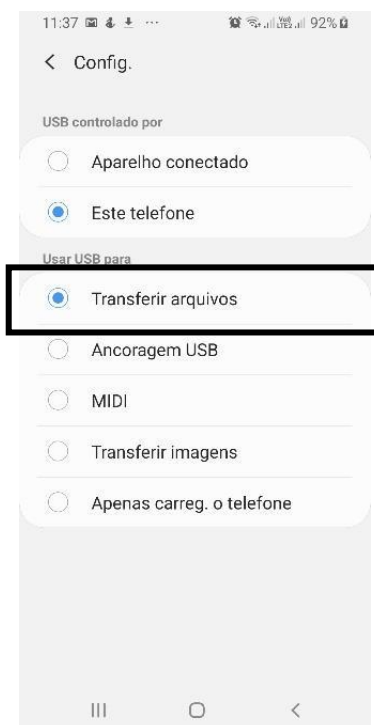 11:37 92%
Config.
USB controlado por
Aparelho conectado
Este telefone
Usar USB para
Transferir arquivos
Ancoragem USB
MIDI
Transferir imagens
Apenas carreg. o telefone